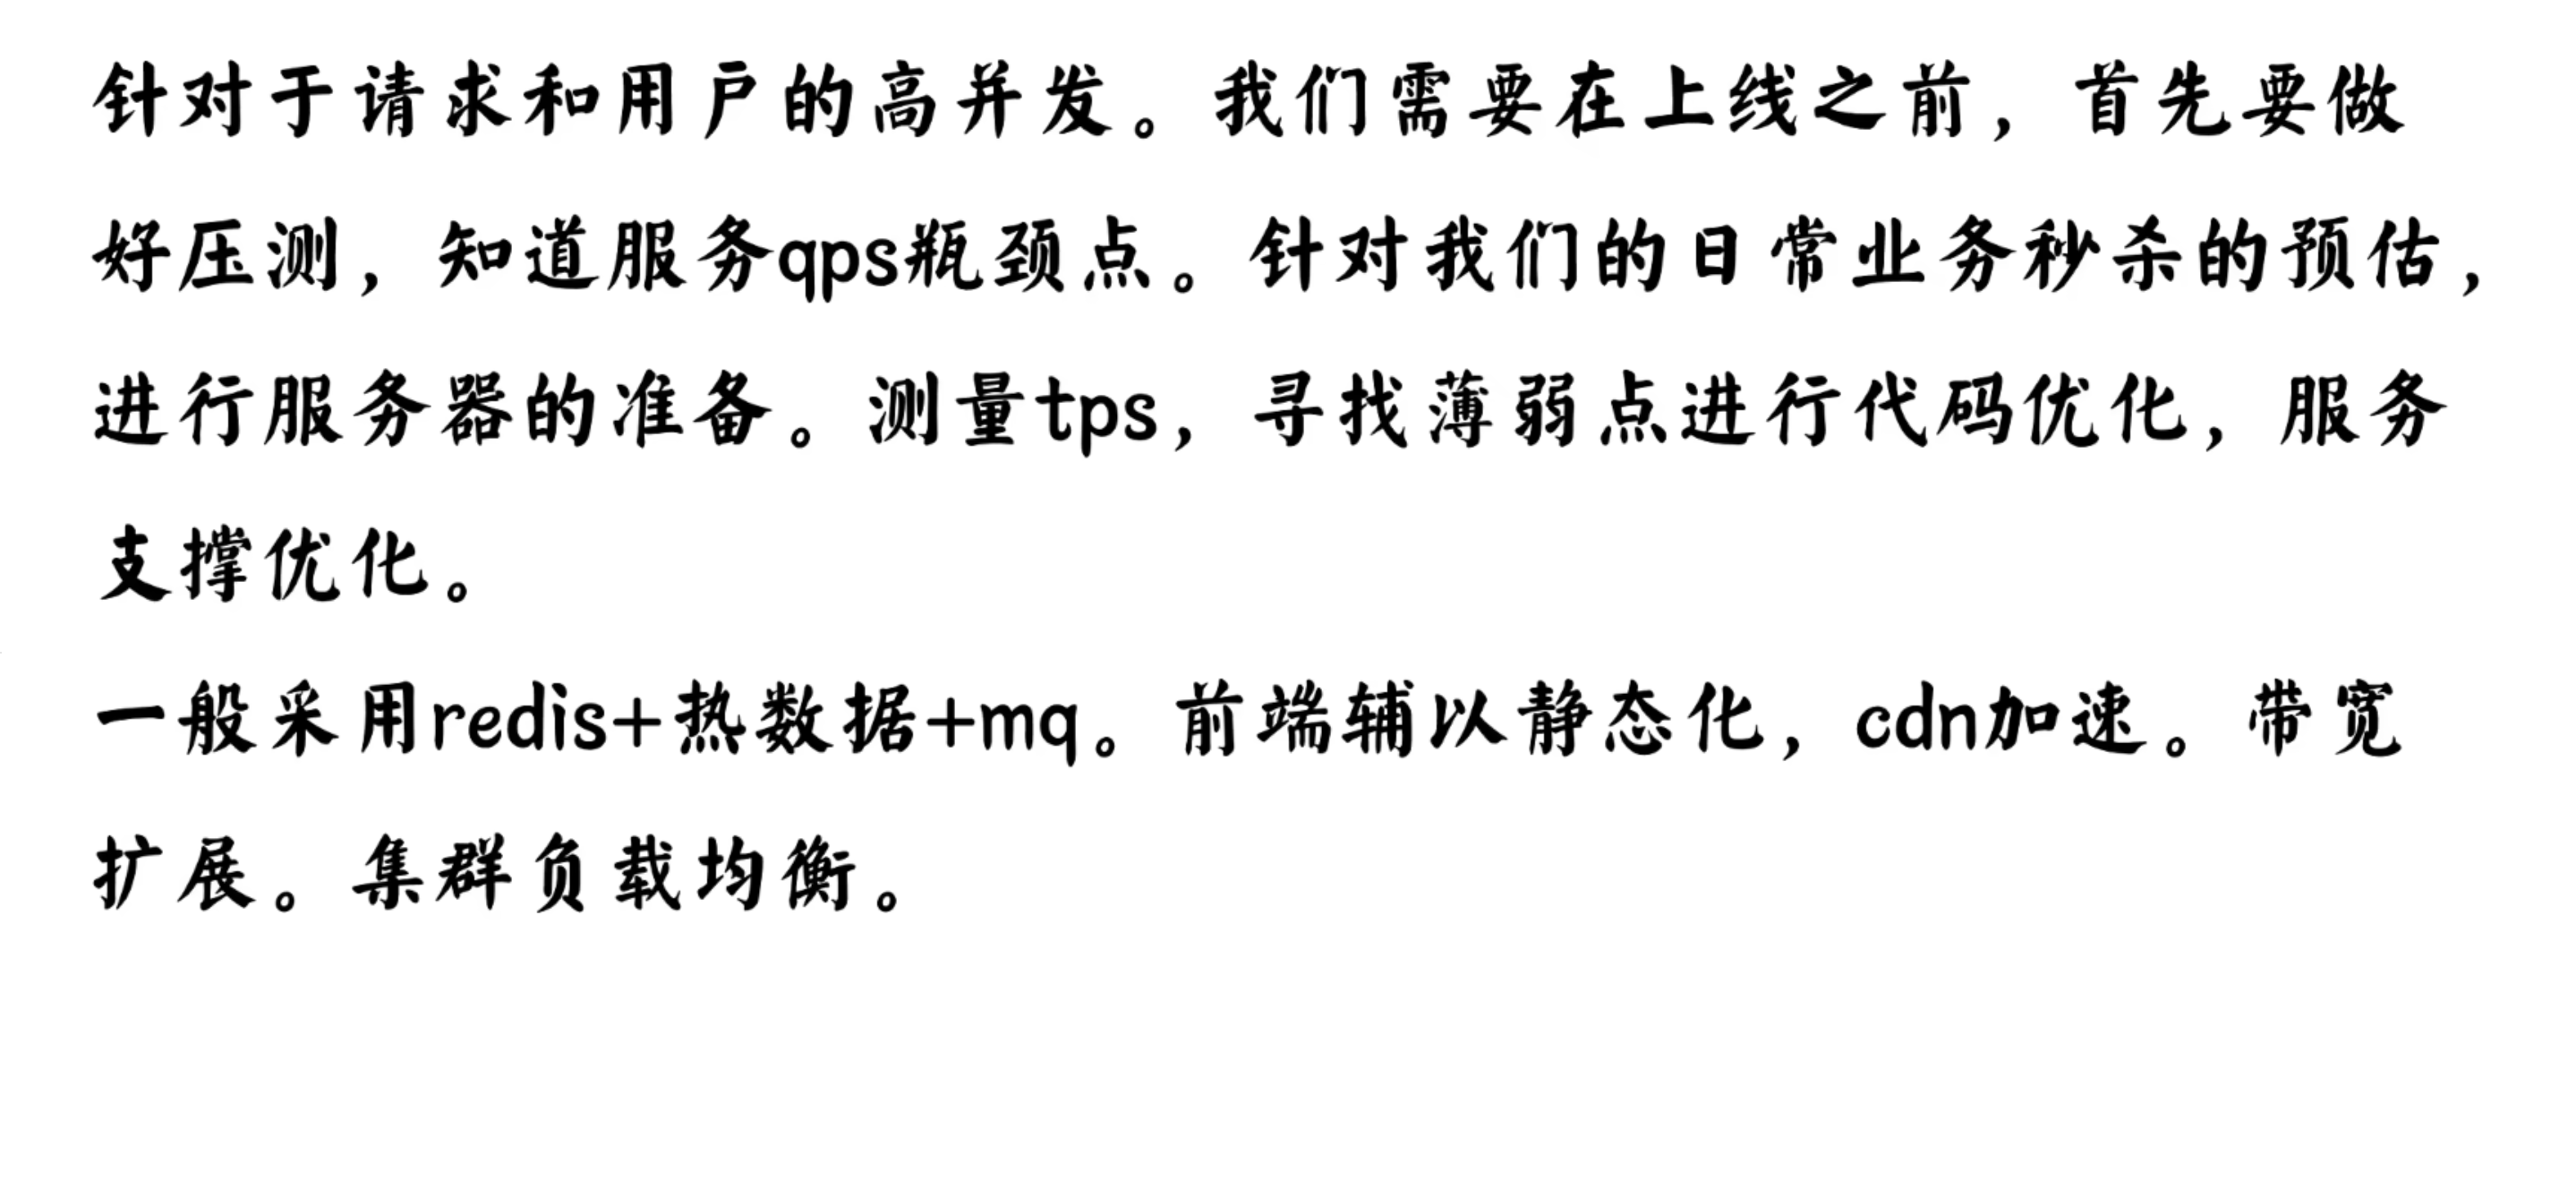 针对于请求和用户的高并发。我们需要在上线之前，首先要做
好压测，知道服务qps瓶颈点。针对我们的日常业务秒杀的预估，
进行服务器的准备。测量tps，寻找薄弱点进行代码优化，服务
支撑优化。
一般采用redis+热数据+mq。前端辅以静态化，cdn加速。带宽
扩展。集群负载均衡。